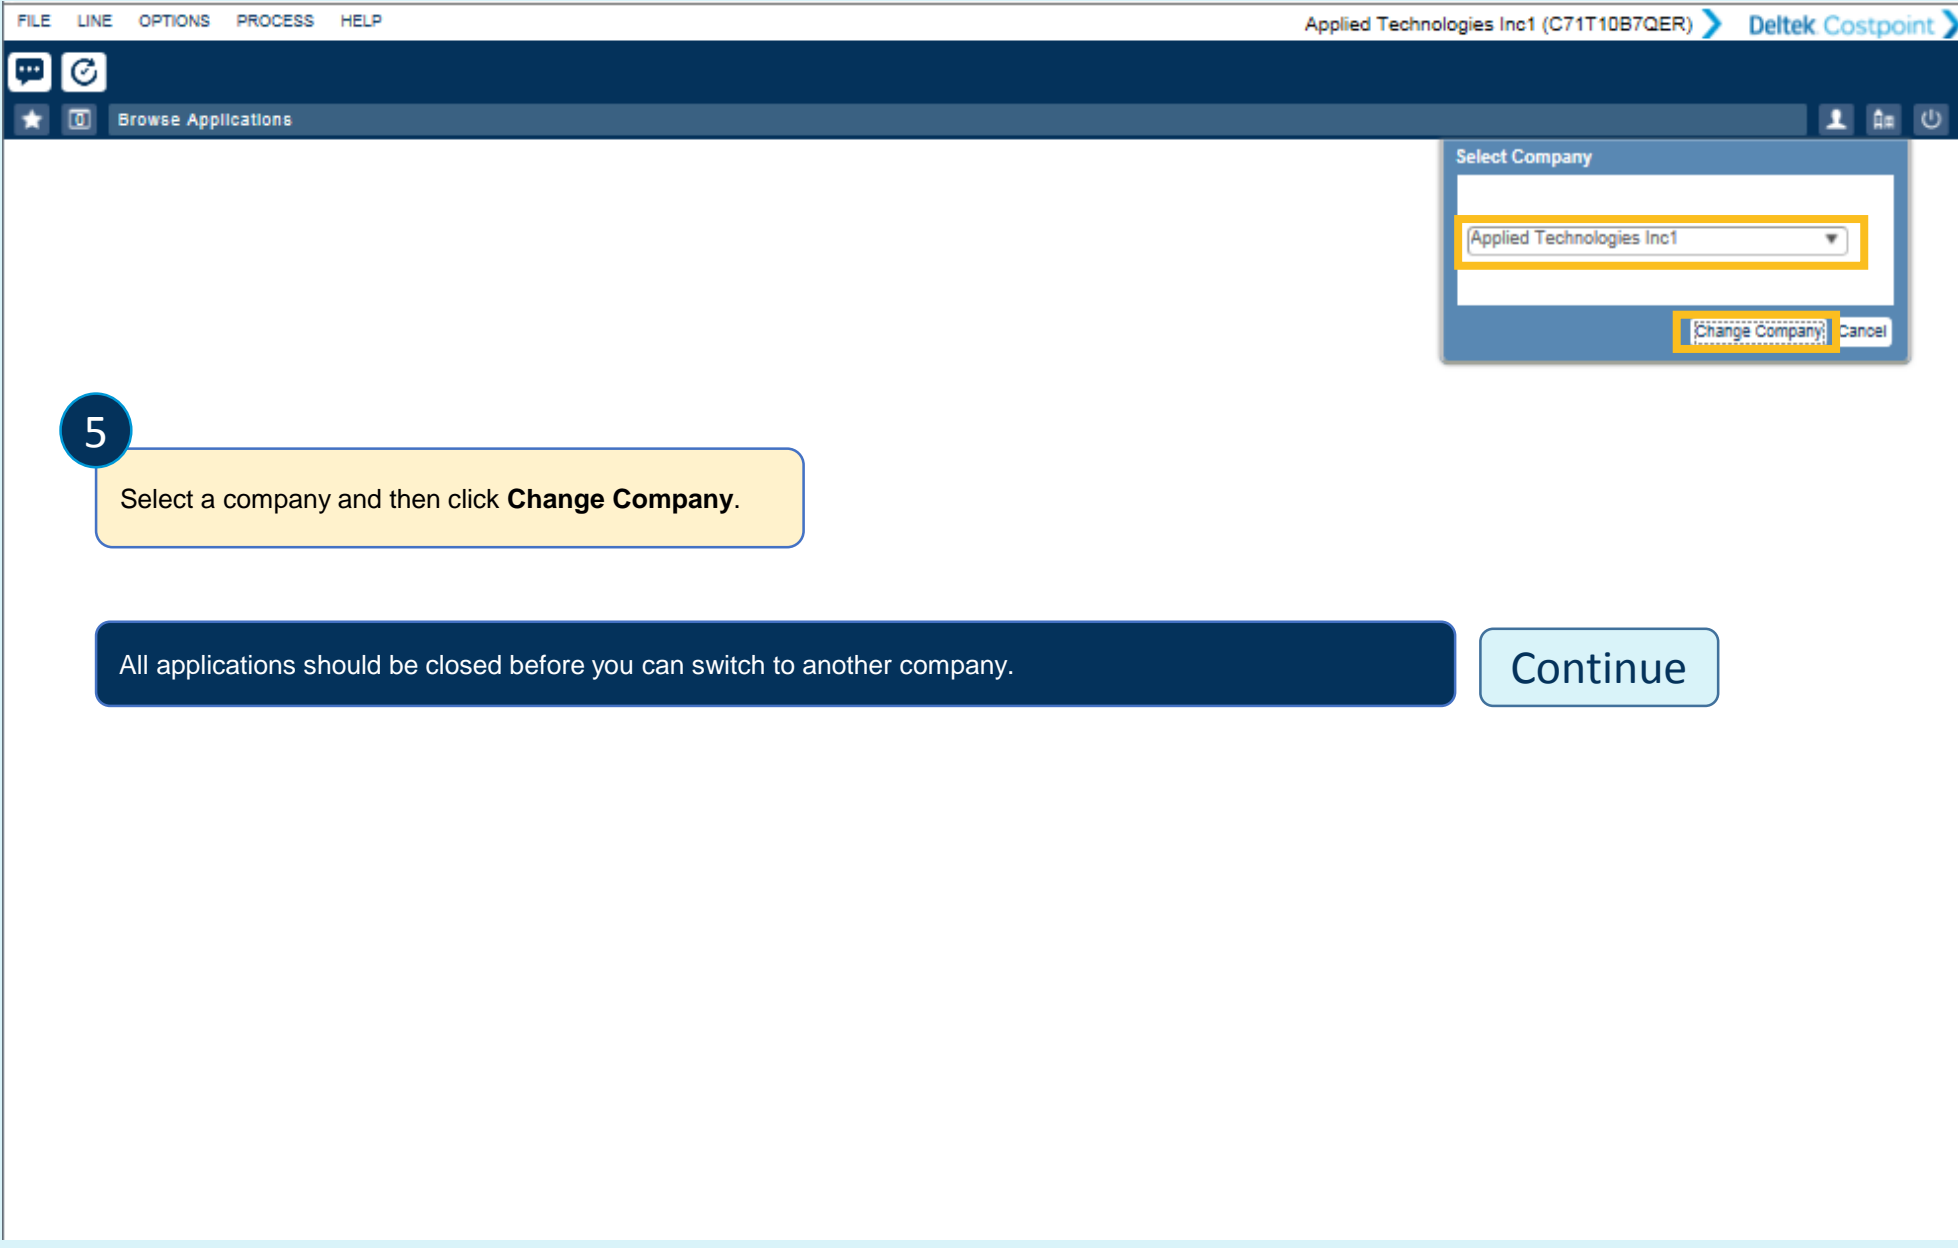 FILE LINE OPTIONS PROCESS HELP
Applied Technologies Inc1 (C71T10B7QER) Deltek Costpoint
Browse Applications
Select Company
Applied Technologies Inc1
Change Company Cancel
5
Select a company and then click Change Company.
All applications should be closed before you can switch to another company.
Continue